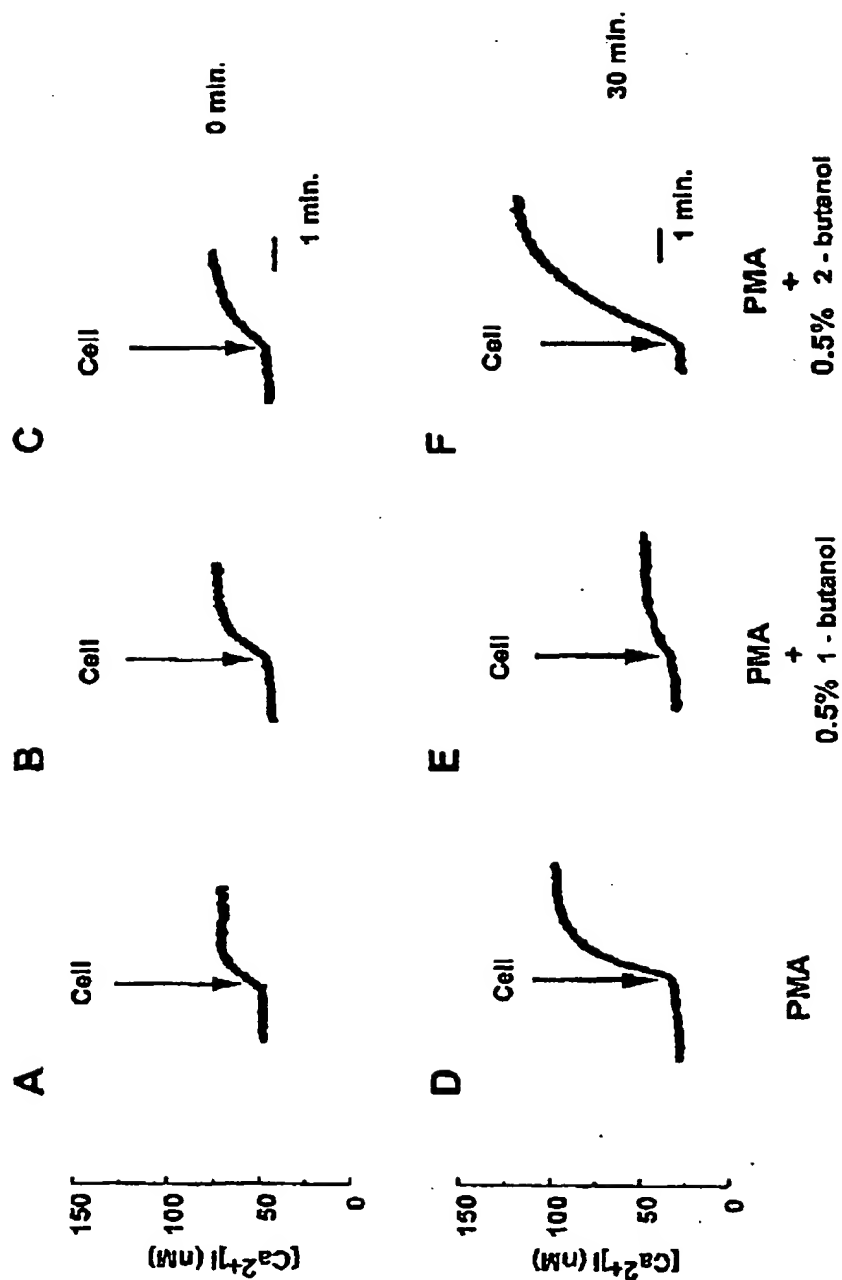 A
B
C
Cell
Cell
Cell
[Ca2+]i (nM)
150
100
50
0
0 min.
1 min.
D
E
F
Cell
Cell
Cell
[Ca2+]i (nM)
150
100
50
0
30 min.
1 min.
PMA
PMA
+
0.5% 1 - butanol
PMA
+
0.5% 2 - butanol